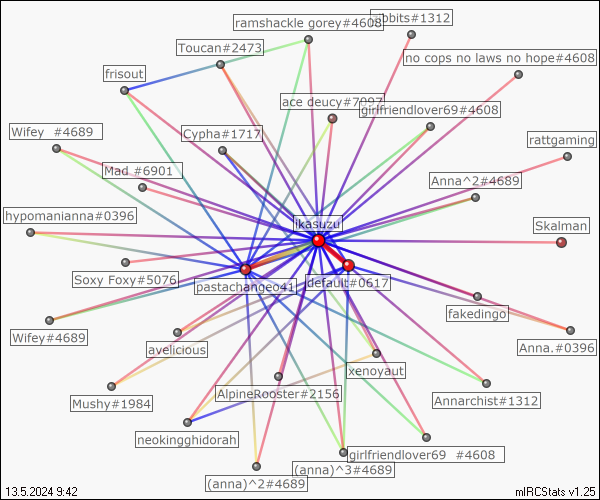 ramshackle gorey#4608
Toucan#2473
no cops no laws no hope#4608
frisout
ace deucy#7097
girlfriendlover69#4608
Wifey #4689
Cypha#1717
rattgaming
Mad #6901
Anna^2#4689
hypomanianna#0396
ikasuzu
Skalman
Soxy Foxy#5076
pastachangeo41
default#0617
fakedingo
Wifey#4689
avelicious
Anna.#0396
xenoyaut
Mushy#1984
AlpineRooster#2156
Annarchist#1312
neokingghidorah
girlfriendlover69 #4608
(anna)^3#4689
(anna)^2#4689
13.5.2024 9:42
mIRCStats v1.25